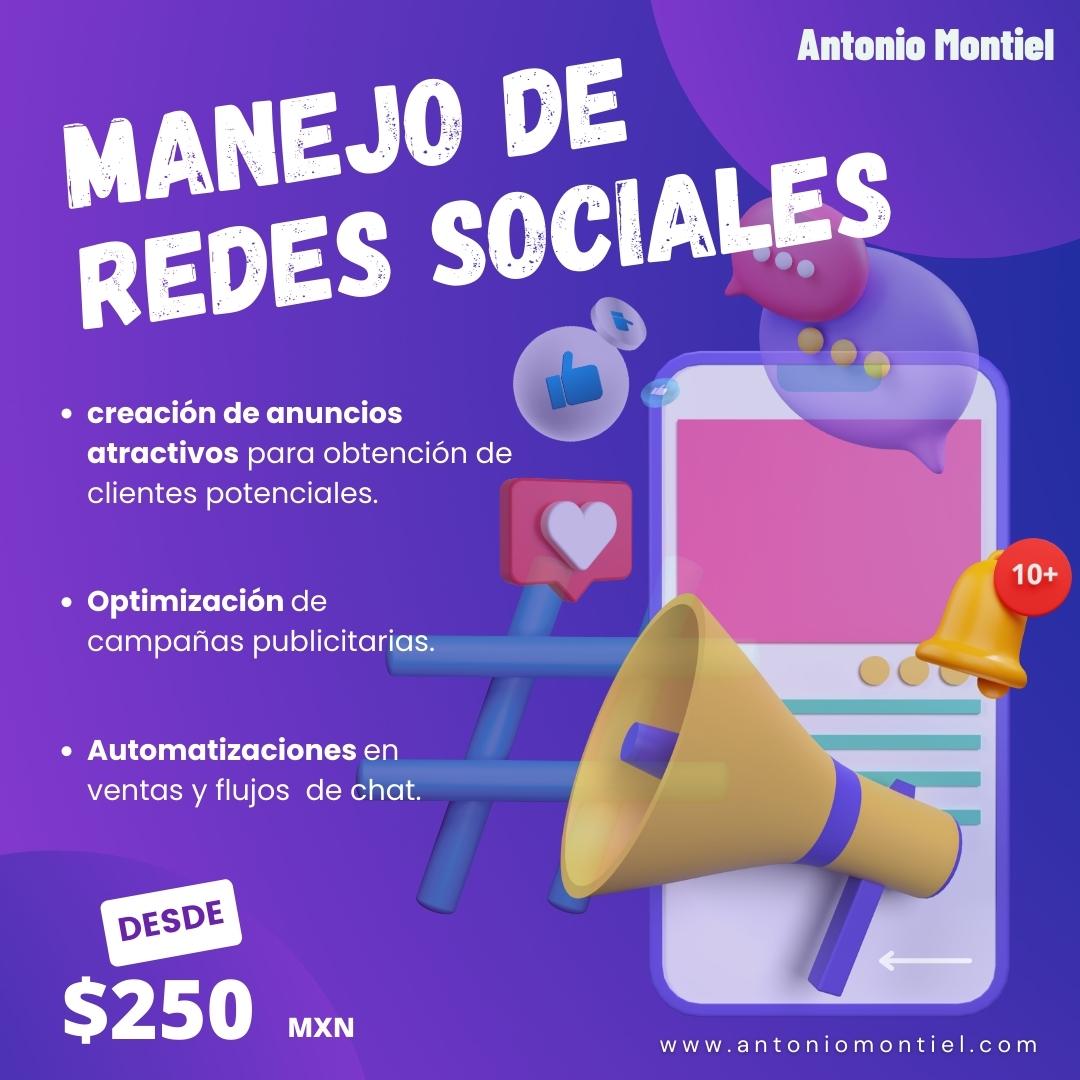 Antonio Montiel
MANEJO DE
REDES SOCIALES
• creación de anuncios
atractivos para obtención de
clientes potenciales.
• Optimización de
campañas publicitarias.
• Automatizaciones en
ventas y flujos  de chat.
10+
DESDE
$250 MXN
www.antoniomontiel.com